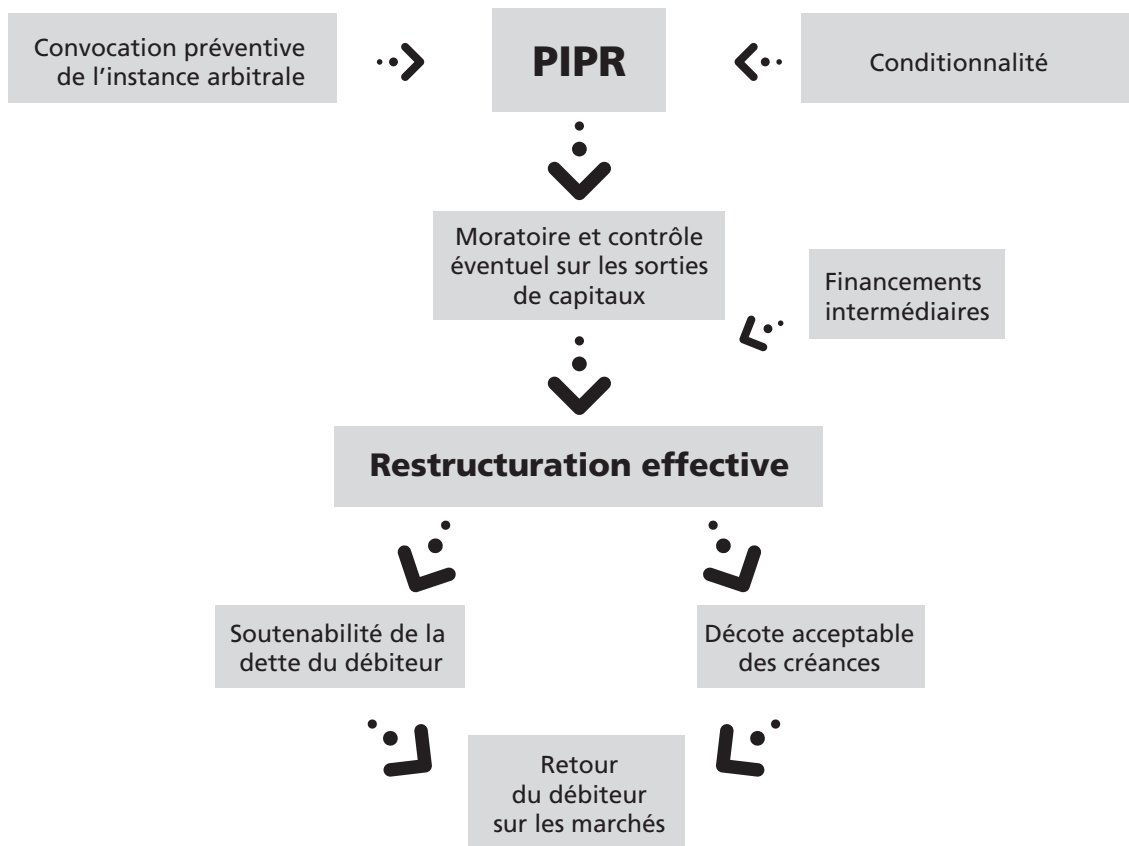 Convocation préventive
de l’instance arbitrale
PIPR
Conditionnalité
Moratoire et contrôle
éventuel sur les sorties
de capitaux
Financements
intermédiaires
Restructuration effective
Soutenabilité de la
dette du débiteur
Décote acceptable
des créances
Retour
du débiteur
sur les marchés